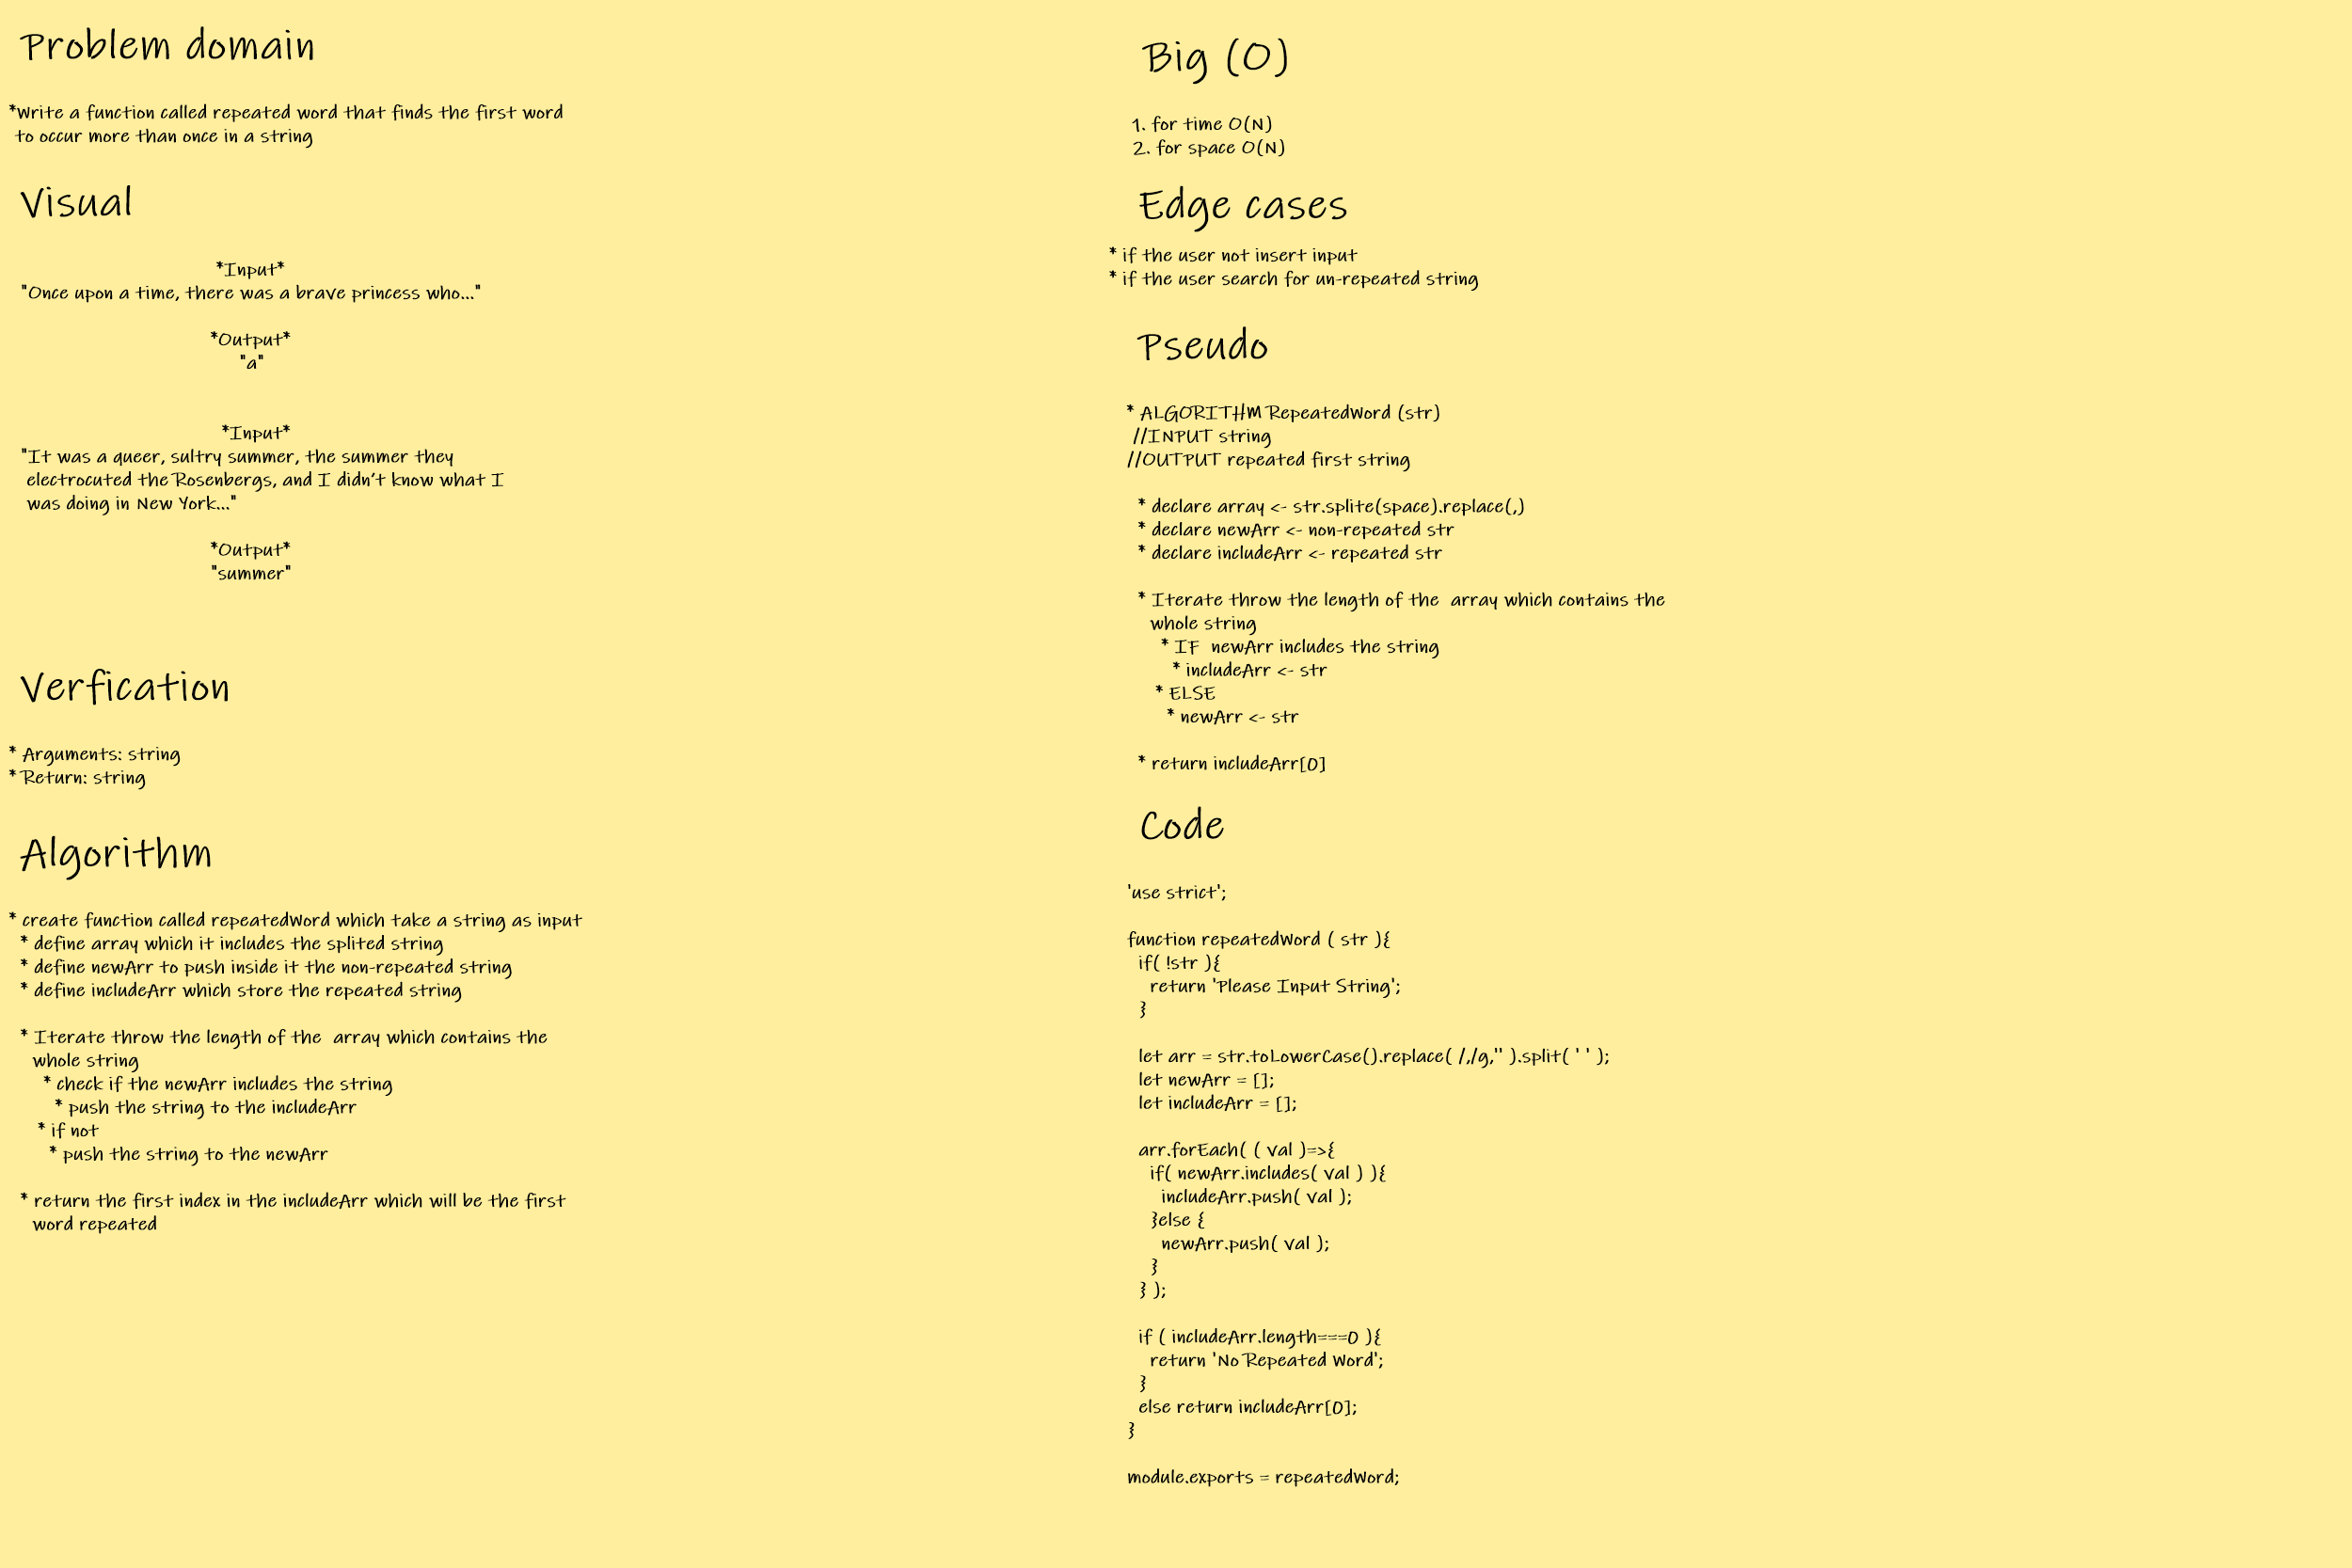 Problem domain
*Write a function called repeated word that finds the first word
to occur more than once in a string
Visual
*Input*
"Once upon a time, there was a brave princess who..."
*Output*
"a"
*Input*
"It was a queer, sultry summer, the summer they
electrocuted the Rosenbergs, and I didn't know what I
was doing in New York..."
*Output*
"summer"
Verfication
* Arguments: string
* Return: string
Algorithm
* create function called repeatedWord which take a string as input
* define array which it includes the splited string
* define newArr to push inside it the non-repeated string
* define includeArr which store the repeated string
* Iterate throw the length of the  array which contains the
whole string
* check if the newArr includes the string
* push the string to the includeArr
* if not
* push the string to the newArr
* return the first index in the includeArr which will be the first
word repeated
Big (O)
1. for time O(N)
2. for space O(N)
Edge cases
* if the user not insert input
* if the user search for un-repeated string
Pseudo
* ALGORITHM RepeatedWord (str)
//INPUT string
//OUTPUT repeated first string
* declare array <- str.splite(space).replace(,)
* declare newArr <- non-repeated str
* declare includeArr <- repeated str
* Iterate throw the length of the  array which contains the
whole string
* IF  newArr includes the string
* includeArr <- str
* ELSE
* newArr <- str
* return includeArr[0]
Code
'use strict';
function repeatedWord ( str ){
if( !str ){
return 'Please Input String';
}
let arr = str.toLowerCase().replace( /,/g,'' ).split( ' ' );
let newArr = [];
let includeArr = [];
arr.forEach( ( val )=>{
if( newArr.includes( val ) ){
includeArr.push( val );
}else {
newArr.push( val );
}
} );
if ( includeArr.length===0 ){
return 'No Repeated Word';
}
else return includeArr[0];
}
module.exports = repeatedWord;